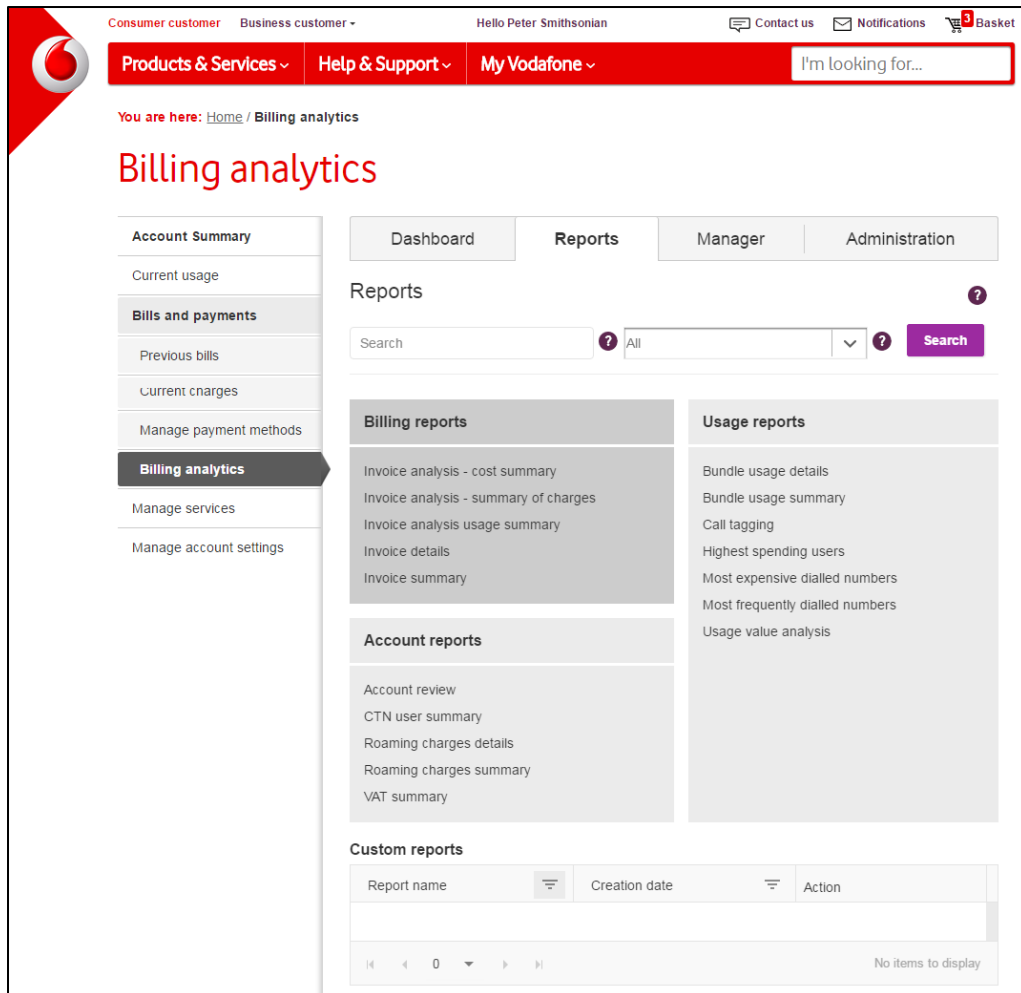 Consumer customer Business customer Hello Peter Smithsonian Contact us Notifications 3 Basket
Products & Services Help & Support My Vodafone I'm looking for...
You are here: Home / Billing analytics
Billing analytics
Account Summary
Current usage
Bills and payments
Previous bills
Current charges
Manage payment methods
Billing analytics
Manage services
Manage account settings
Dashboard Reports Manager Administration
Reports ?
Search ? All ? Search
Billing reports
Invoice analysis - cost summary
Invoice analysis - summary of charges
Invoice analysis usage summary
Invoice details
Invoice summary
Account reports
Account review
CTN user summary
Roaming charges details
Roaming charges summary
VAT summary
Usage reports
Bundle usage details
Bundle usage summary
Call tagging
Highest spending users
Most expensive dialled numbers
Most frequently dialled numbers
Usage value analysis
Custom reports
Report name Creation date Action
0 No items to display